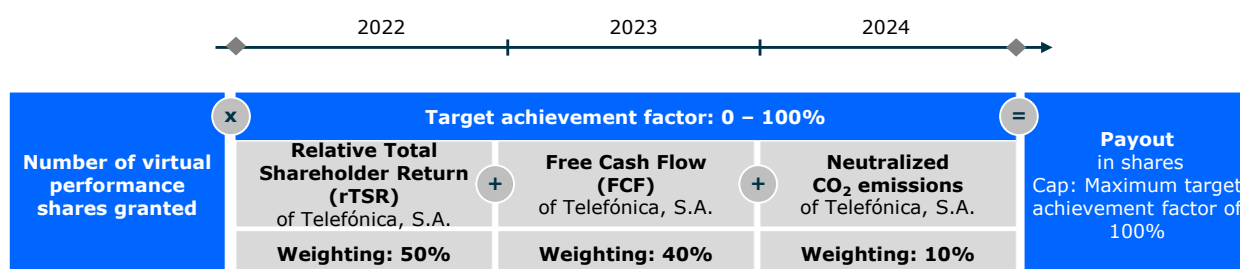 2022 2023 2024
Number of virtual
performance
shares granted
x
Target achievement factor: 0 – 100%
=
Relative Total
Shareholder Return
(rTSR)
of Telefónica, S.A.
Weighting: 50%
+
Free Cash Flow
(FCF)
of Telefónica, S.A.
Weighting: 40%
+
Neutralized
CO₂ emissions
of Telefónica, S.A.
Weighting: 10%
Payout
in shares
Cap: Maximum target
achievement factor of
100%